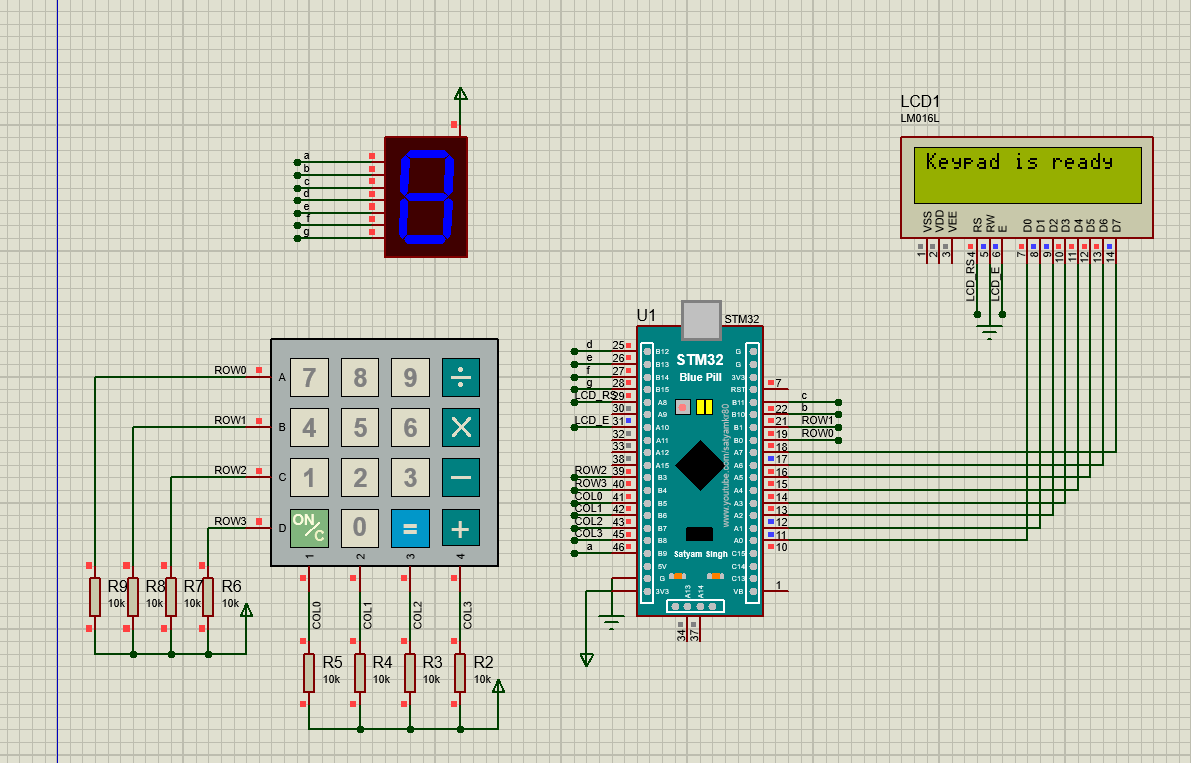 LCD1
LM016L
Keypad is ready
VSS
VDD
VEE
RS
RW
E
D0
D1
D2
D3
D4
D5
D6
D7
1
2
3
4
5
6
7
8
9
10
11
12
13
14
LCD_RS
LCD_E
a
b
c
d
e
f
g
U1
STM32
STM32
Blue Pill
www.youtube.com/satyamkr80
Satyam Singh
d 25 B12
e 26 B13
f 27 B14
g 28 B15
LCD_RS 29 A8
30 A9
LCD_E 31 A10
32 A11
33 A12
38 A15
ROW2 39 B3
ROW3 40 B4
COL0 41 B5
COL1 42 B6
COL2 43 B7
COL3 45 B8
a 46 B9
5V
G
3V3
G
G
3V3
RST 7
B11 c
B10 22 b
B1 21 ROW1
B0 19 ROW0
A7 18
A6 17
A5 16
A4 15
A3 14
A2 13
A1 12
A0 11
C15 10
C14
C13
VB 1
A13
A14
34
37
ROW0
ROW1
ROW2
ROW3
A 7 8 9 ÷
B 4 5 6 ×
C 1 2 3 −
D ON/C 0 = +
1 2 3 4
R9 R8 R7 R6
10k 10k 10k 10k
COL0 COL1 COL2 COL3
R5 R4 R3 R2
10k 10k 10k 10k